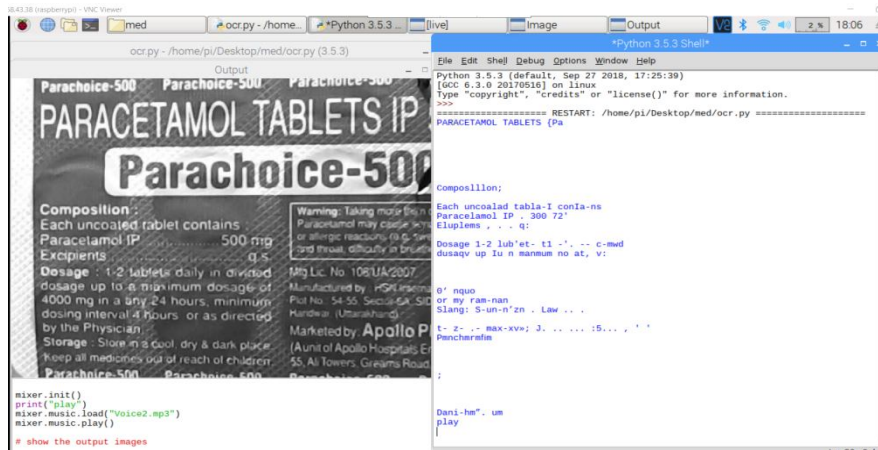 (raspberrypi) - VNC Viewer
med
ocr.py - /home...
*Python 3.5.3 ...
[live]
Image
Output
V2
2 %
18:06
ocr.py - /home/pi/Desktop/med/ocr.py (3.5.3)
Output
Parachoice-500 Parachoice-500 Parachoice-500
PARACETAMOL TABLETS IP
Parachoice-500
Composition :
Each uncoated tablet contains :
Paracetamol IP ............ 500 mg
Excipients ............ q.s.
Dosage : 1-2 tablets daily in divided
dosage up to a maximum dosage of
4000 mg in a any 24 hours, minimum
dosing interval 4 hours or as directed
by the Physician.
Storage : Store in a cool, dry & dark place.
Keep all medicines out of reach of children
Parachoice-500 Parachoice-500
Warning: Taking more than
Paracetamol may cause
or allergic reactions (e.g.
and throat, difficulty in
Mfg Lic. No. 
Manufactured by :
Plot No. 54-55, Sector-6A,
Haridwar (Uttarakhand)
Marketed by: Apollo
(A unit of Apollo Hospitals
55, Ali Towers, Greams Road,
mixer.init()
print("play")
mixer.music.load("Voice2.mp3")
mixer.music.play()
# show the output images
*Python 3.5.3 Shell*
File Edit Shell Debug Options Window Help
Python 3.5.3 (default, Sep 27 2018, 17:25:39)
[GCC 6.3.0 20170516] on linux
Type "copyright", "credits" or "license()" for more information.
>>>
==================== RESTART: /home/pi/Desktop/med/ocr.py ====================
PARACETAMOL TABLETS {Pa
Composlllon;
Each uncoalad tabla-I conIa-ns
Paracelamol IP . 300 72'
Eluplems , . . q:
Dosage 1-2 lub'et- t1 -'. -- c-mwd
dusaqv up Iu n manmum no at, v:
0' nquo
or my ram-nan
Slang: S-un-n'zn . Law .. .
t- z- .- max-xv»; J. .. ... :5... , ' '
Pmnchmrmfim
;
Dani-hm". um
play